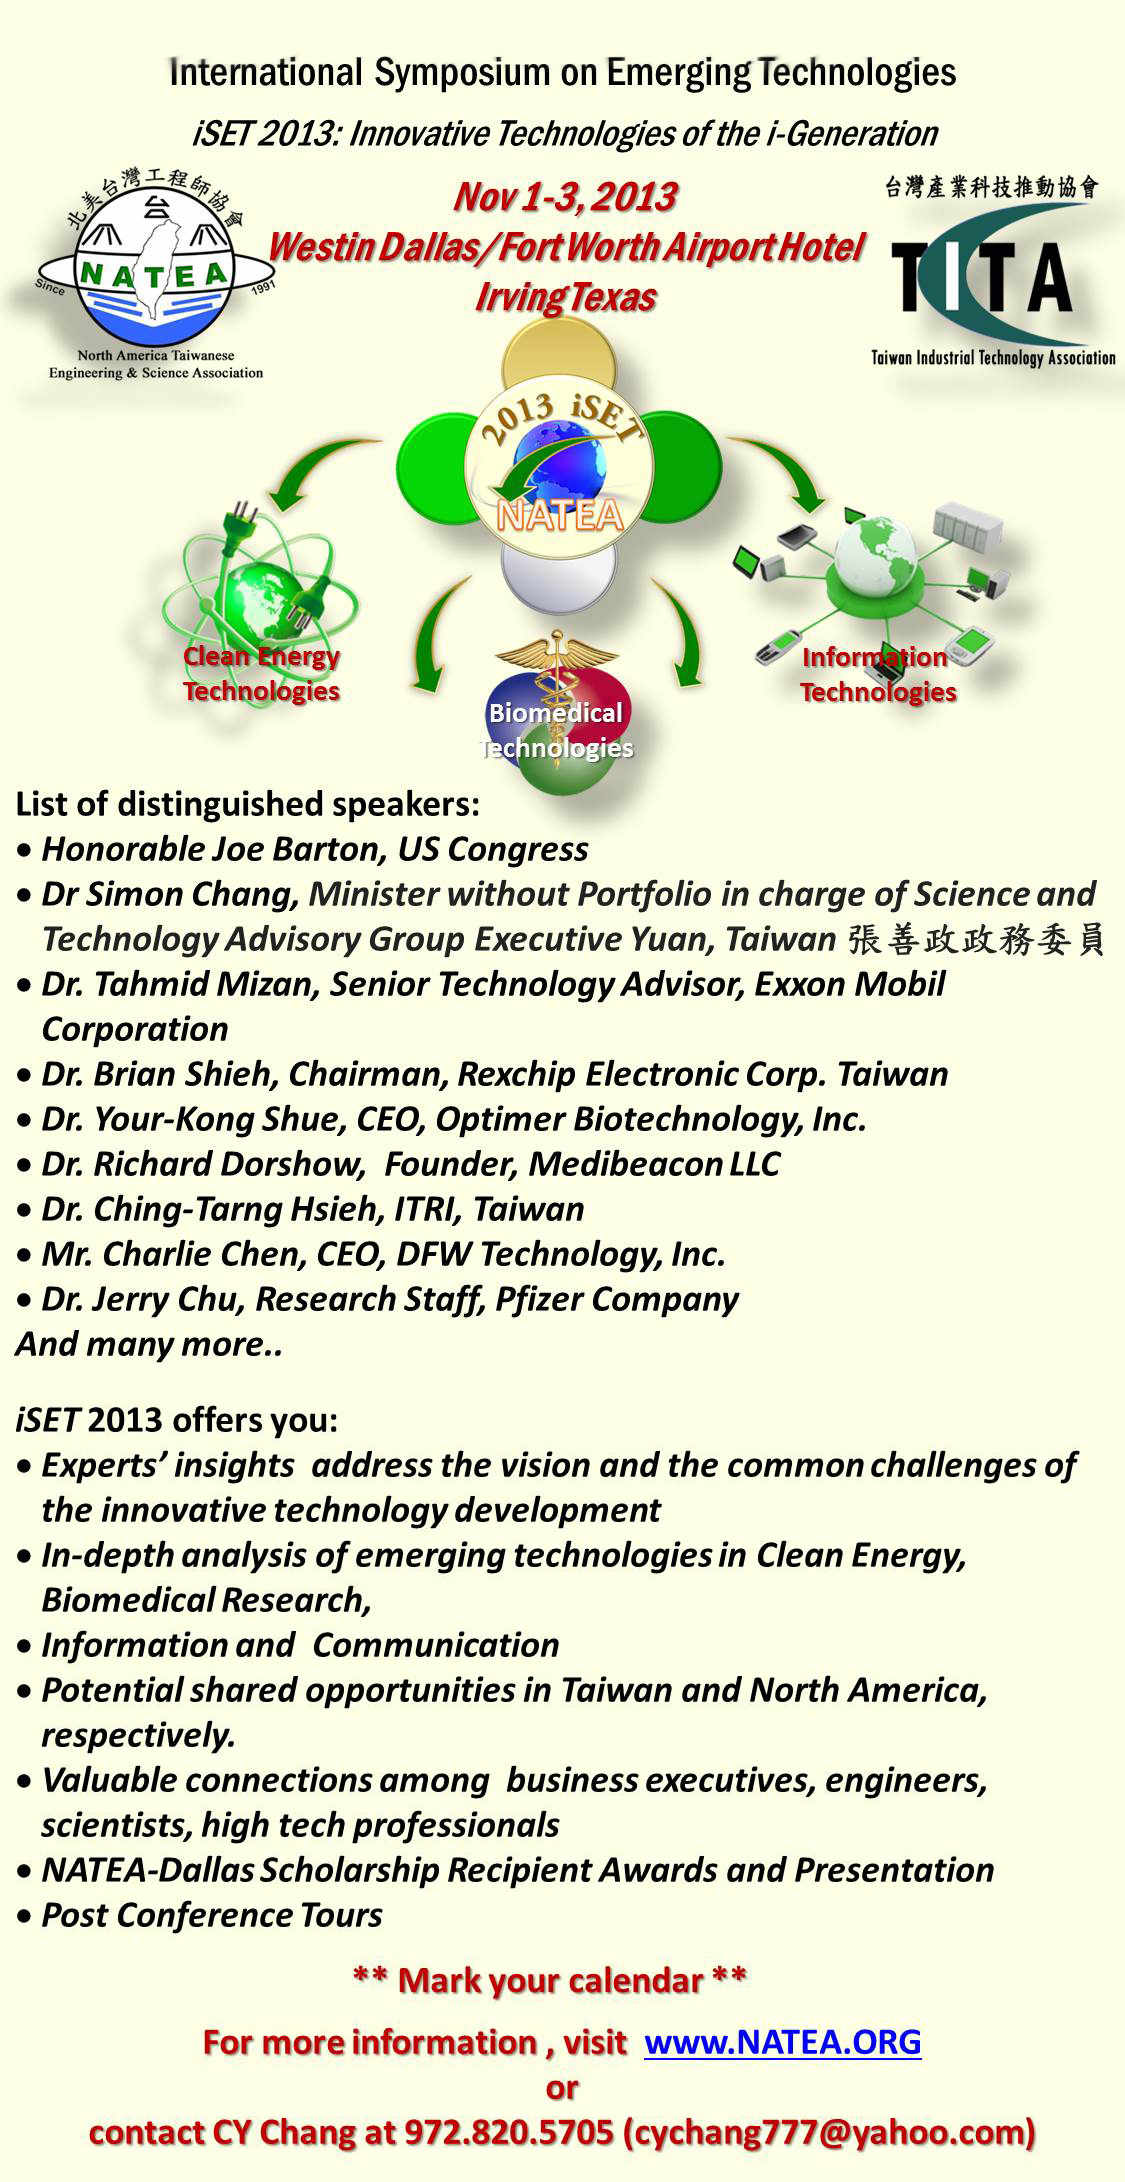 International Symposium on Emerging Technologies
iSET 2013: Innovative Technologies of the i-Generation
Nov 1-3, 2013
Westin Dallas/Fort Worth Airport Hotel
Irving Texas
北美台灣工程師協會
台
NATEA
Since 1991
North America Taiwanese
Engineering & Science Association
台灣產業科技推動協會
TITA
Taiwan Industrial Technology Association
2013 iSET
NATEA
Clean Energy
Technologies
Biomedical
Technologies
Information
Technologies
List of distinguished speakers:
• Honorable Joe Barton, US Congress
• Dr Simon Chang, Minister without Portfolio in charge of Science and
Technology Advisory Group Executive Yuan, Taiwan 張善政政務委員
• Dr. Tahmid Mizan, Senior Technology Advisor, Exxon Mobil
Corporation
• Dr. Brian Shieh, Chairman, Rexchip Electronic Corp. Taiwan
• Dr. Your-Kong Shue, CEO, Optimer Biotechnology, Inc.
• Dr. Richard Dorshow, Founder, Medibeacon LLC
• Dr. Ching-Tarng Hsieh, ITRI, Taiwan
• Mr. Charlie Chen, CEO, DFW Technology, Inc.
• Dr. Jerry Chu, Research Staff, Pfizer Company
And many more..
iSET 2013 offers you:
• Experts’ insights address the vision and the common challenges of
the innovative technology development
• In-depth analysis of emerging technologies in Clean Energy,
Biomedical Research,
• Information and Communication
• Potential shared opportunities in Taiwan and North America,
respectively.
• Valuable connections among business executives, engineers,
scientists, high tech professionals
• NATEA-Dallas Scholarship Recipient Awards and Presentation
• Post Conference Tours
** Mark your calendar **
For more information , visit www.NATEA.ORG
or
contact CY Chang at 972.820.5705 (cychang777@yahoo.com)